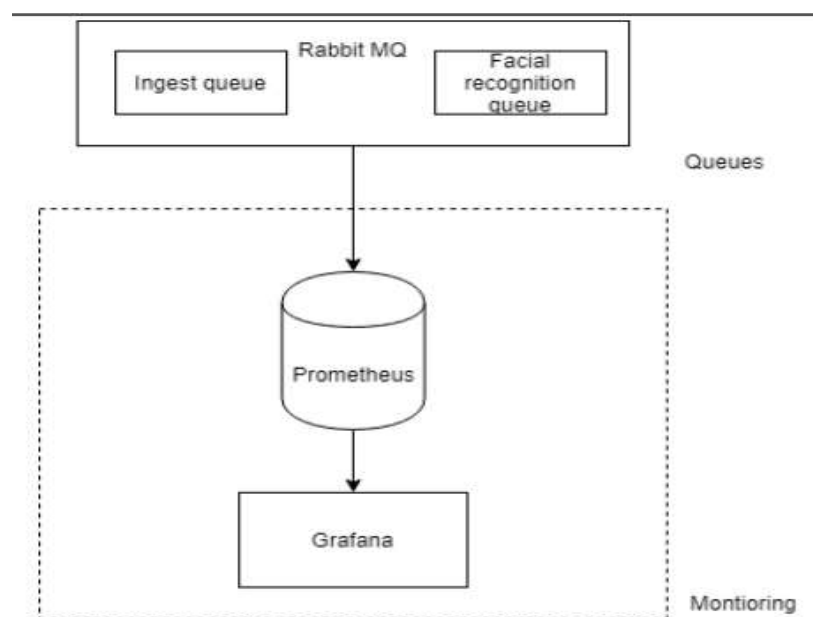 Rabbit MQ
Ingest queue
Facial
recognition
queue
Queues
Prometheus
Grafana
Montioring